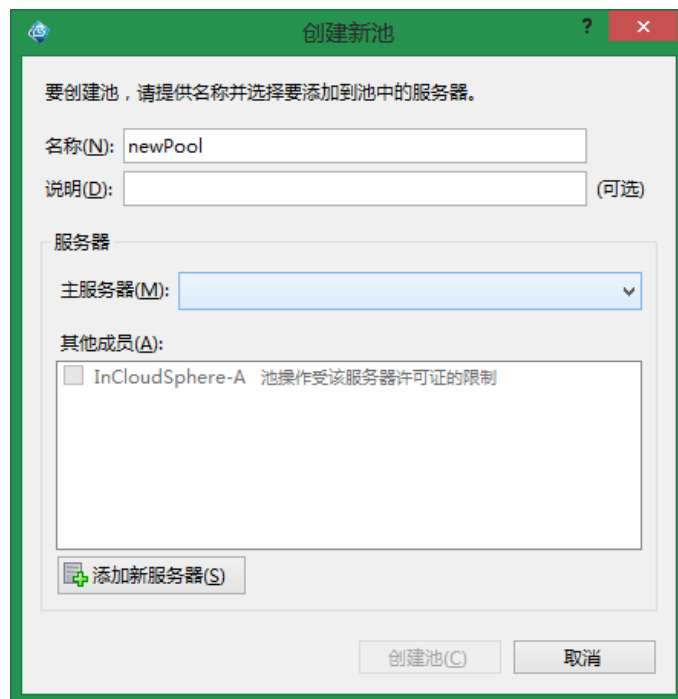 创建新池
?
要创建池，请提供名称并选择要添加到池中的服务器。
名称(N): newPool
说明(D): (可选)
服务器
主服务器(M):
其他成员(A):
InCloudSphere-A 池操作受该服务器许可证的限制
添加新服务器(S)
创建池(C) 取消